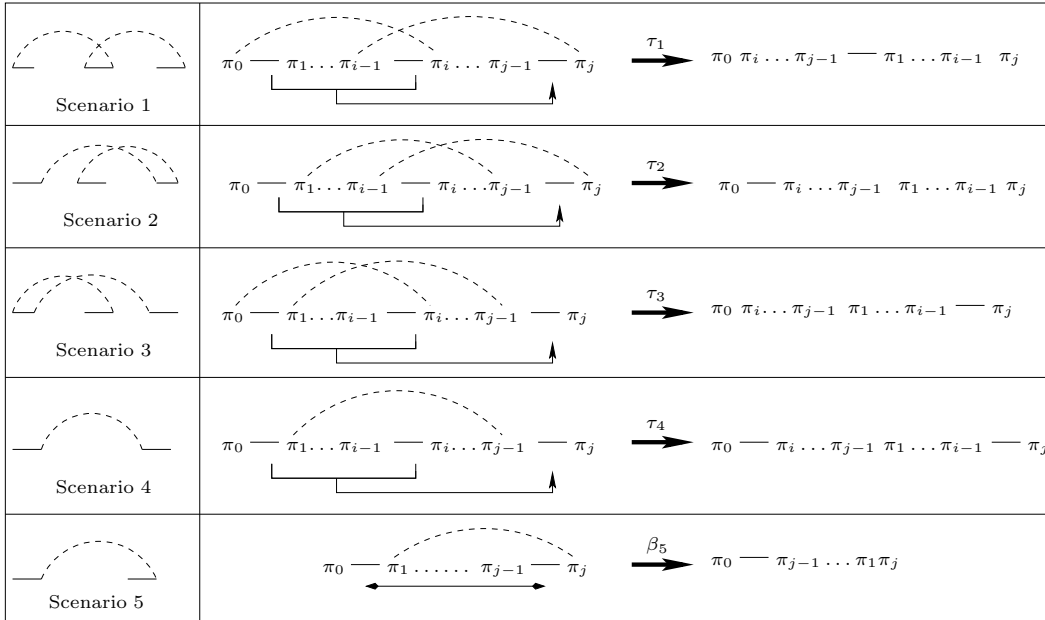 π₀ — π₁ … πᵢ₋₁ — πᵢ … πⱼ₋₁ — πⱼ τ₁ π₀ πᵢ … πⱼ₋₁ — π₁ … πᵢ₋₁ πⱼ
Scenario 1
π₀ — π₁ … πᵢ₋₁ — πᵢ … πⱼ₋₁ — πⱼ τ₂ π₀ — πᵢ … πⱼ₋₁ π₁ … πᵢ₋₁ πⱼ
Scenario 2
π₀ — π₁ … πᵢ₋₁ — πᵢ … πⱼ₋₁ — πⱼ τ₃ π₀ πᵢ … πⱼ₋₁ π₁ … πᵢ₋₁ — πⱼ
Scenario 3
π₀ — π₁ … πᵢ₋₁ — πᵢ … πⱼ₋₁ — πⱼ τ₄ π₀ — πᵢ … πⱼ₋₁ π₁ … πᵢ₋₁ — πⱼ
Scenario 4
π₀ — π₁ …… πⱼ₋₁ — πⱼ β₅ π₀ — πⱼ₋₁ … π₁ πⱼ
Scenario 5